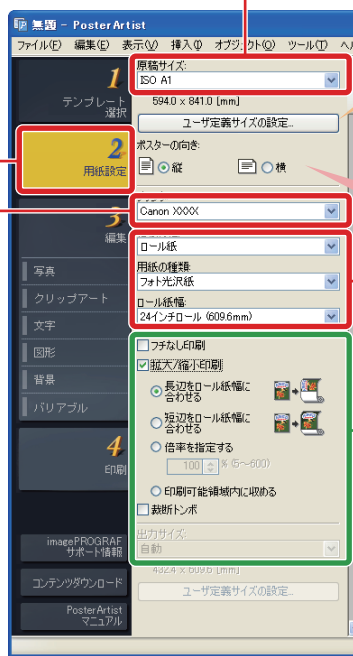 無題 - PosterArtist
ファイル(F) 編集(E) 表示(V) 挿入(I) オブジェクト(O) ツール(T)
1
テンプレート
選択
2
用紙設定
3
編集
写真
クリップアート
文字
図形
背景
バリアブル
4
印刷
imagePROGRAF
サポート情報
コンテンツダウンロード
PosterArtist
マニュアル
原稿サイズ:
ISO A1
594.0 x 841.0 [mm]
ユーザ定義サイズの設定...
ポスターの向き:
縦
横
Canon XXXX
ロール紙
用紙の種類:
フォト光沢紙
ロール紙幅:
24インチロール (609.6mm)
フチなし印刷
拡大/縮小印刷
長辺をロール紙幅に
合わせる
短辺をロール紙幅に
合わせる
倍率を指定する
100 % (5~600)
印刷可能領域内に収める
裁断トンボ
出力サイズ:
自動
432.4 x 609.6 [mm]
ユーザ定義サイズの設定...